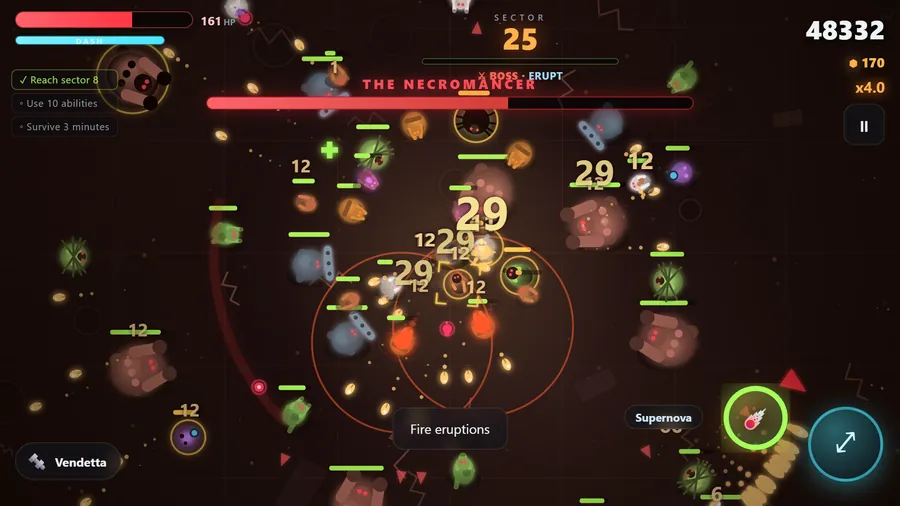 161 HP
DASH
✓ Reach sector 8
Use 10 abilities
Survive 3 minutes
SECTOR
25
× BOSS · ERUPT
THE NECROMANCER
48332
170
x4.0
1
12
29
12
12
29
29
12
12
29
12
12
12
12
Fire eruptions
Supernova
Vendetta
6